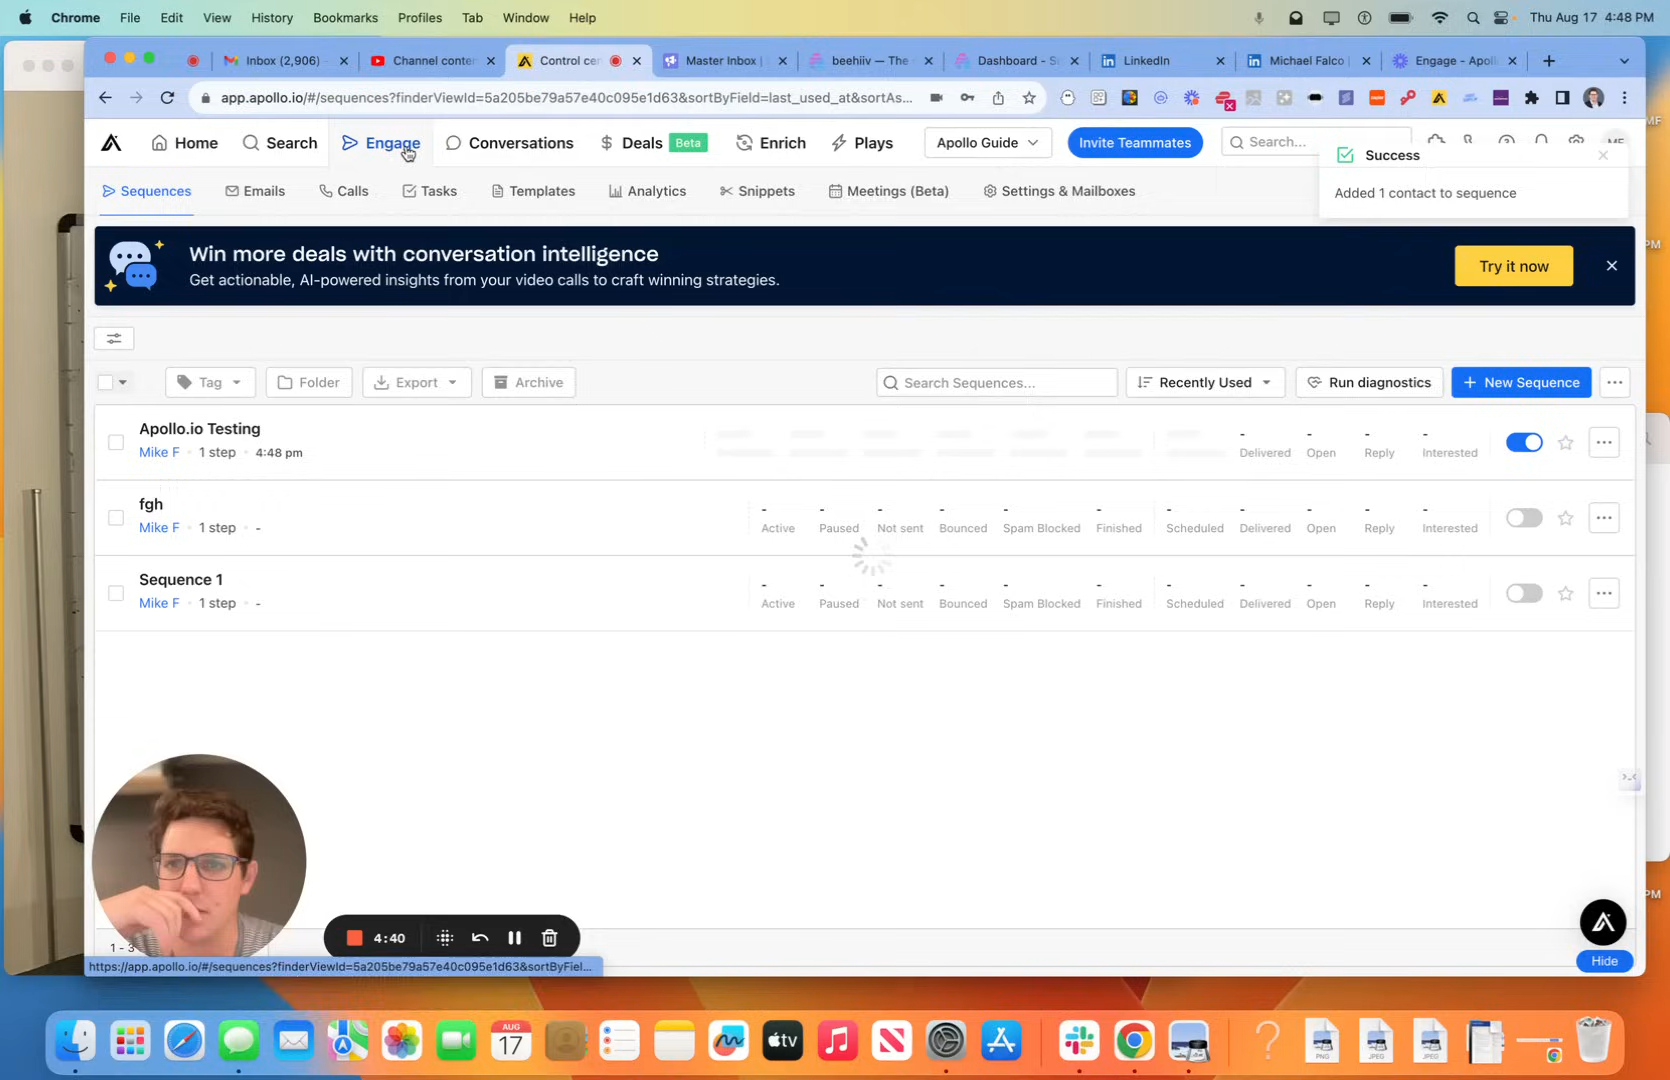 Chrome File Edit View History Bookmarks Profiles Tab Window Help Thu Aug 17 4:48 PM
Inbox (2,906) Channel conten Control ce Master Inbox | beehiiv — The Dashboard - S LinkedIn Michael Falco | Engage - Apoll
app.apollo.io/#/sequences?finderViewId=5a205be79a57e40c095e1d63&sortByField=last_used_at&sortAs...
Home Search Engage Conversations Deals Beta Enrich Plays Apollo Guide Invite Teammates Search...
Success
Added 1 contact to sequence
Sequences Emails Calls Tasks Templates Analytics Snippets Meetings (Beta) Settings & Mailboxes
Win more deals with conversation intelligence
Get actionable, AI-powered insights from your video calls to craft winning strategies.
Try it now
Tag Folder Export Archive Search Sequences... Recently Used Run diagnostics + New Sequence
Apollo.io Testing
Mike F 1 step 4:48 pm
- - - -
Delivered Open Reply Interested
fgh
Mike F 1 step -
- - - - - - - - - - -
Active Paused Not sent Bounced Spam Blocked Finished Scheduled Delivered Open Reply Interested
Sequence 1
Mike F 1 step -
- - - - - - - - - - -
Active Paused Not sent Bounced Spam Blocked Finished Scheduled Delivered Open Reply Interested
4:40
1 - 3
Hide
https://app.apollo.io/#/sequences?finderViewId=5a205be79a57e40c095e1d63&sortByFiel...
AUG
17
tv
PNG JPEG JPEG